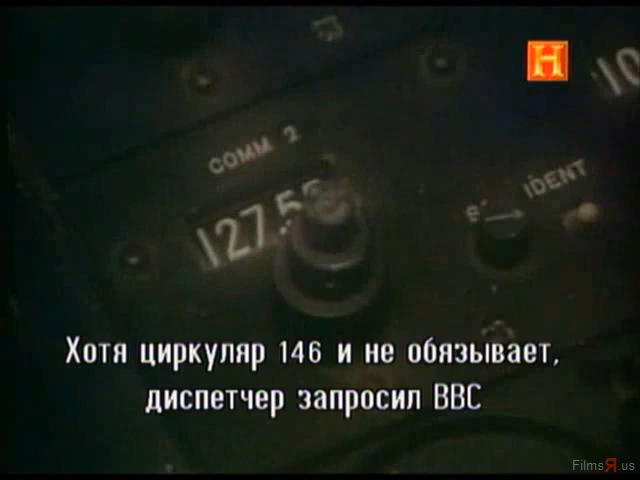 H
COMM 2
IDENT
Хотя циркуляр 146 и не обязывает,
диспетчер запросил ВВС
FilmsЯ.us